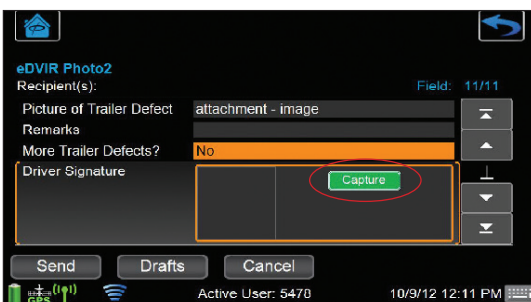 eDVIR Photo2
Recipient(s): Field: 11/11
Picture of Trailer Defect attachment - image
Remarks
More Trailer Defects? No
Driver Signature Capture
Send Drafts Cancel
GPS Active User: 5478 10/9/12 12:11 PM